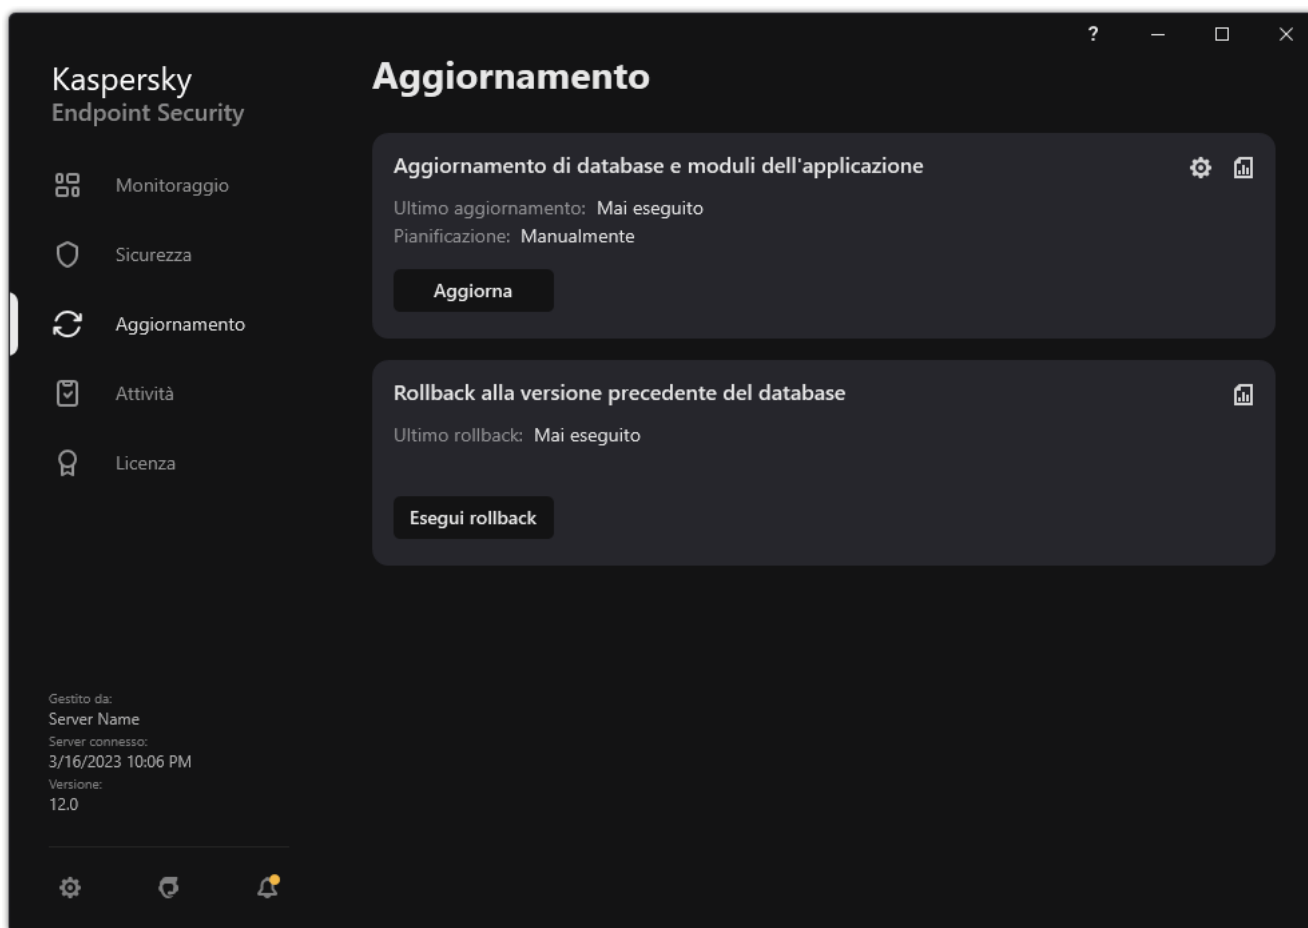 ?
Kaspersky
Endpoint Security
Monitoraggio
Sicurezza
Aggiornamento
Attività
Licenza
Gestito da:
Server Name
Server connesso:
3/16/2023 10:06 PM
Versione:
12.0
Aggiornamento
Aggiornamento di database e moduli dell'applicazione
Ultimo aggiornamento: Mai eseguito
Pianificazione: Manualmente
Aggiorna
Rollback alla versione precedente del database
Ultimo rollback: Mai eseguito
Esegui rollback